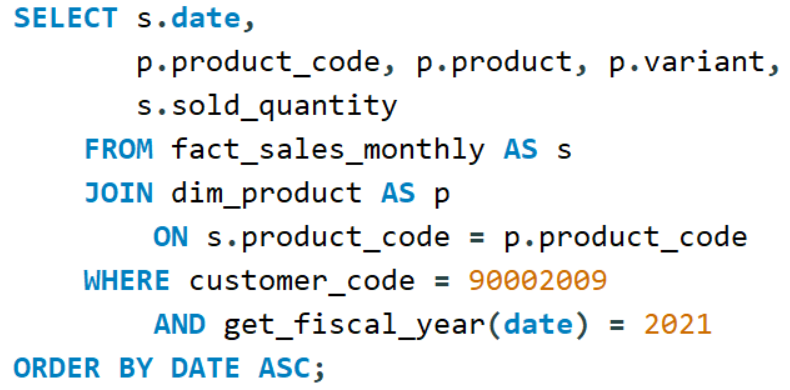 SELECT s.date,
p.product_code, p.product, p.variant,
s.sold_quantity
FROM fact_sales_monthly AS s
JOIN dim_product AS p
ON s.product_code = p.product_code
WHERE customer_code = 90002009
AND get_fiscal_year(date) = 2021
ORDER BY DATE ASC;